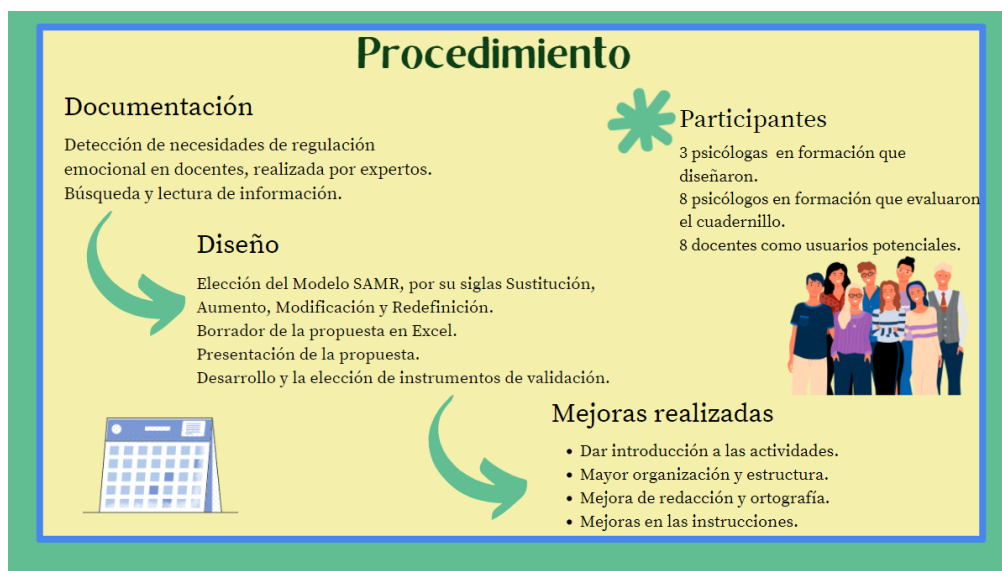 Procedimiento
Documentación
Detección de necesidades de regulación
emocional en docentes, realizada por expertos.
Búsqueda y lectura de información.
Diseño
Elección del Modelo SAMR, por su siglas Sustitución,
Aumento, Modificación y Redefinición.
Borrador de la propuesta en Excel.
Presentación de la propuesta.
Desarrollo y la elección de instrumentos de validación.
Participantes
3 psicólogas en formación que
diseñaron.
8 psicólogos en formación que evaluaron
el cuadernillo.
8 docentes como usuarios potenciales.
Mejoras realizadas
• Dar introducción a las actividades.
• Mayor organización y estructura.
• Mejora de redacción y ortografía.
• Mejoras en las instrucciones.